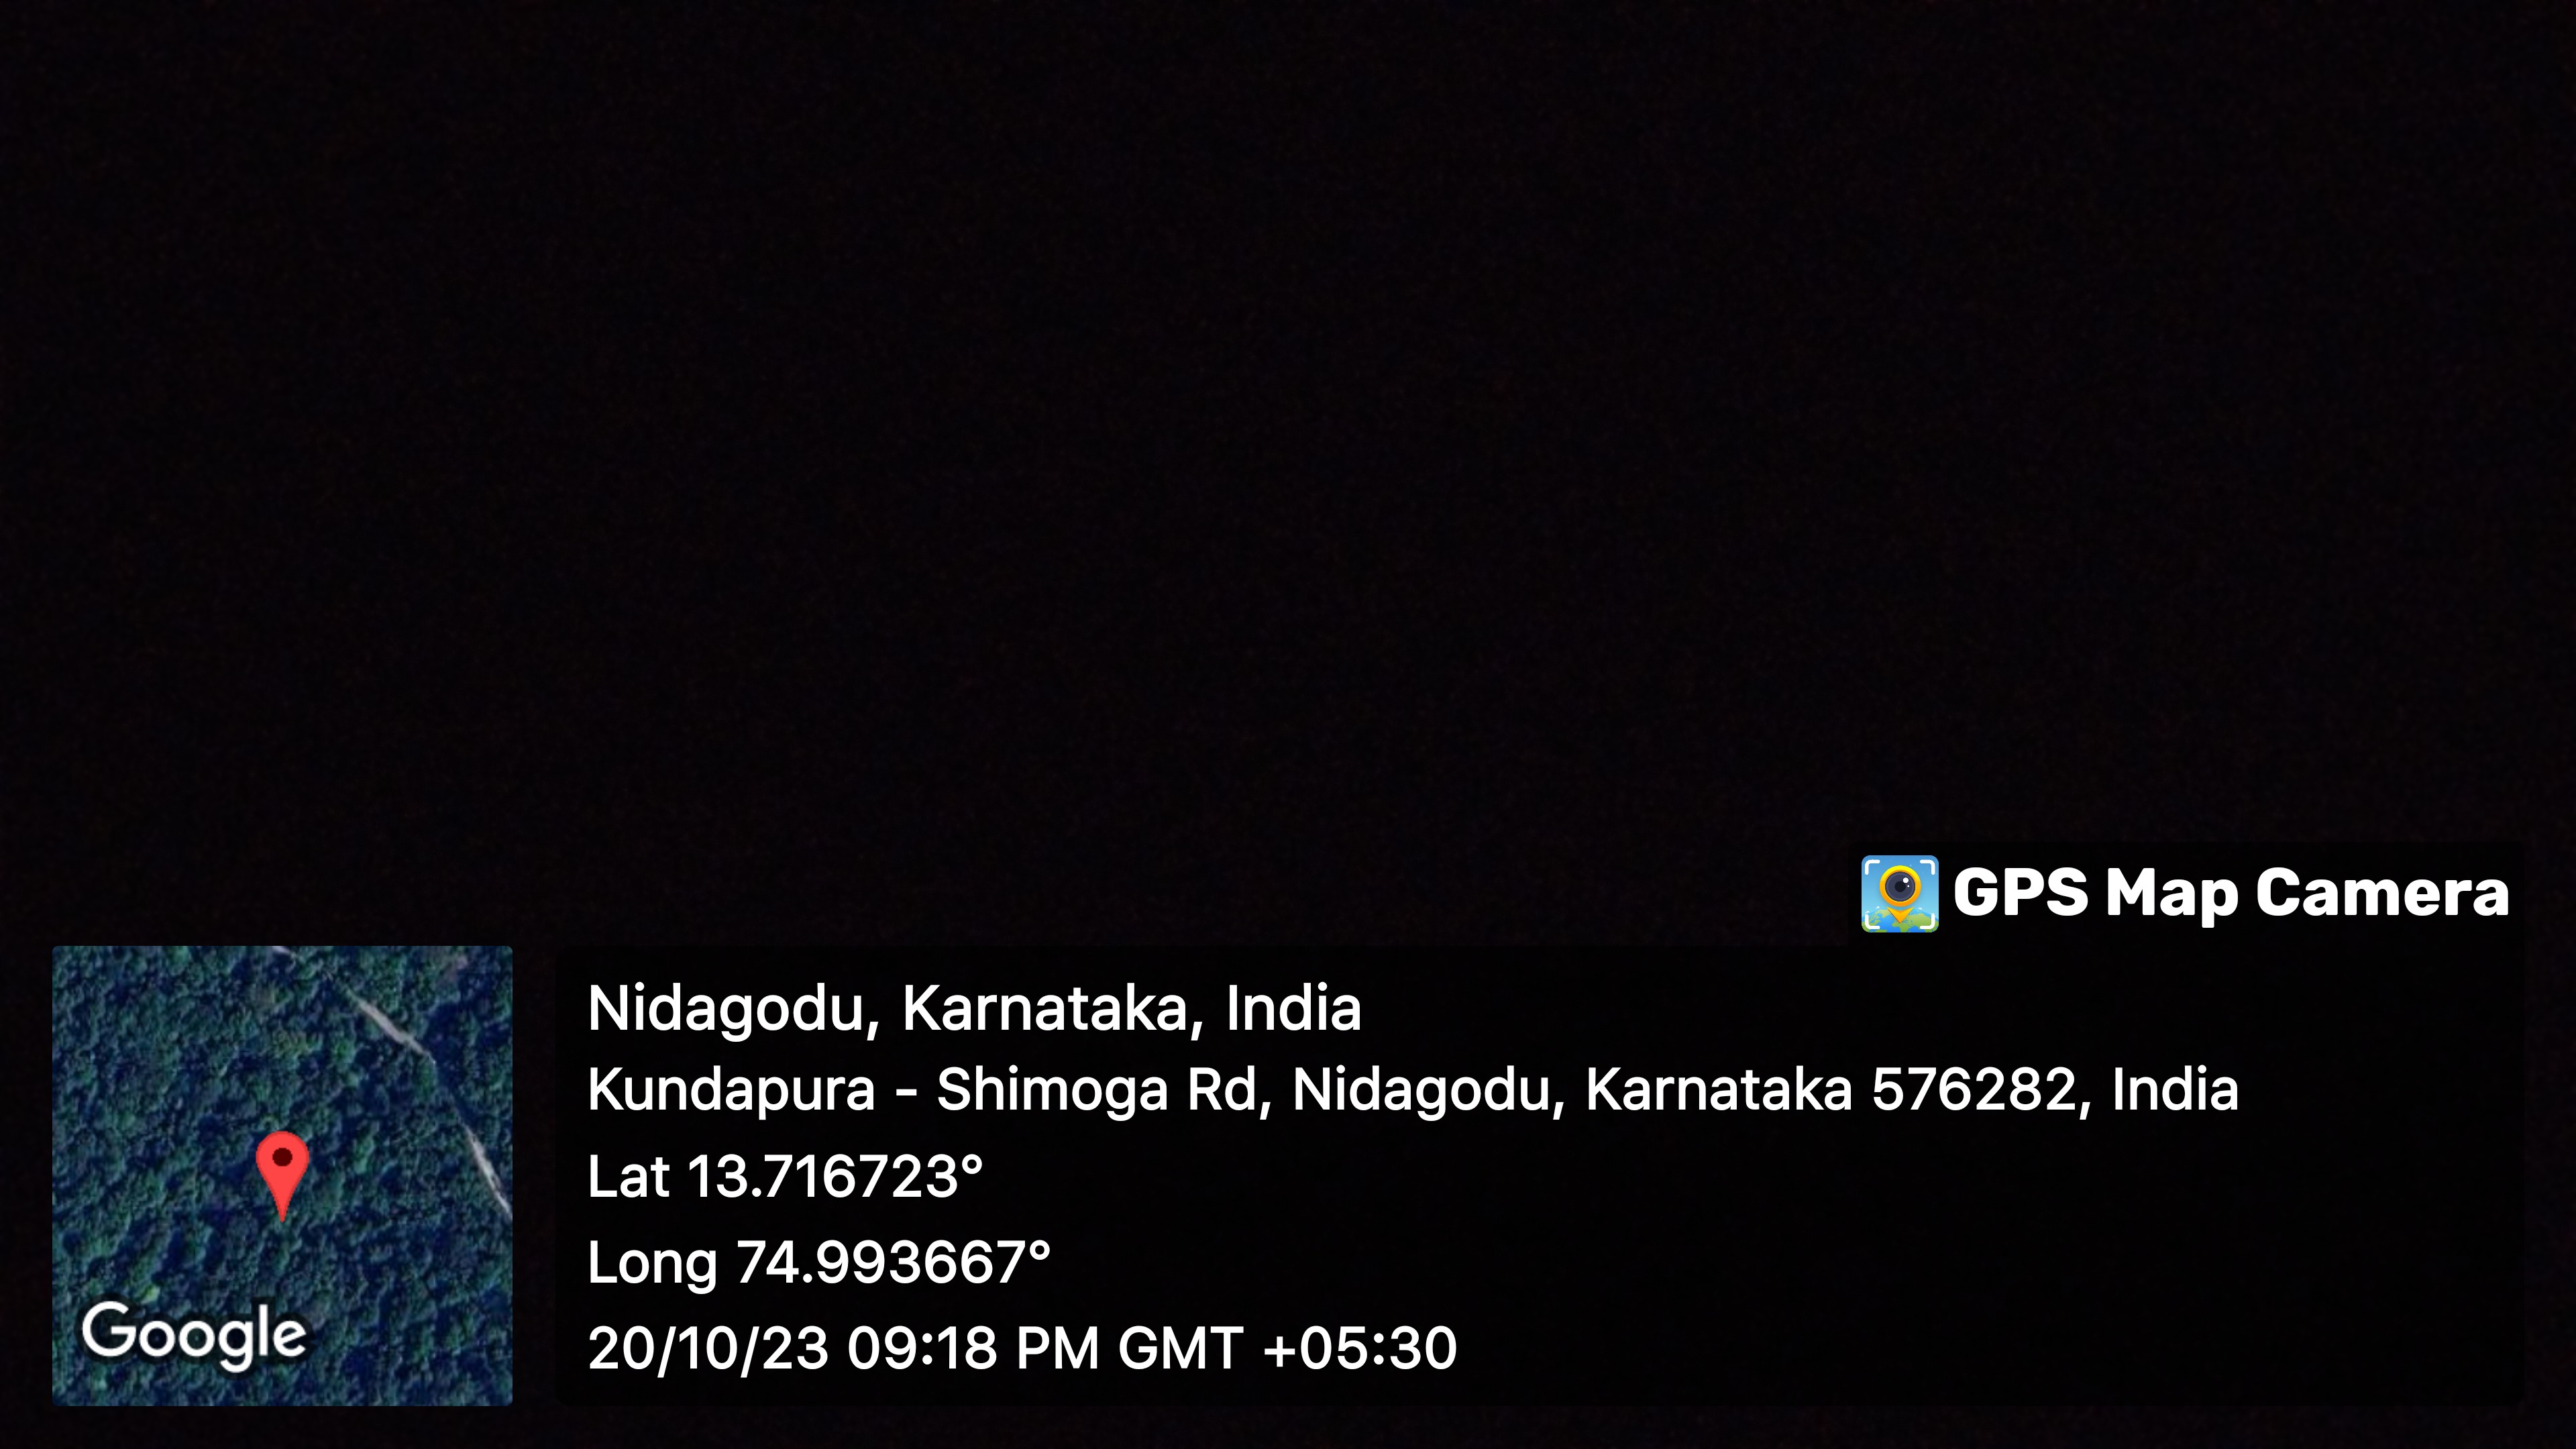 GPS Map Camera
Nidagodu, Karnataka, India
Kundapura - Shimoga Rd, Nidagodu, Karnataka 576282, India
Lat 13.716723°
Long 74.993667°
20/10/23 09:18 PM GMT +05:30
Google